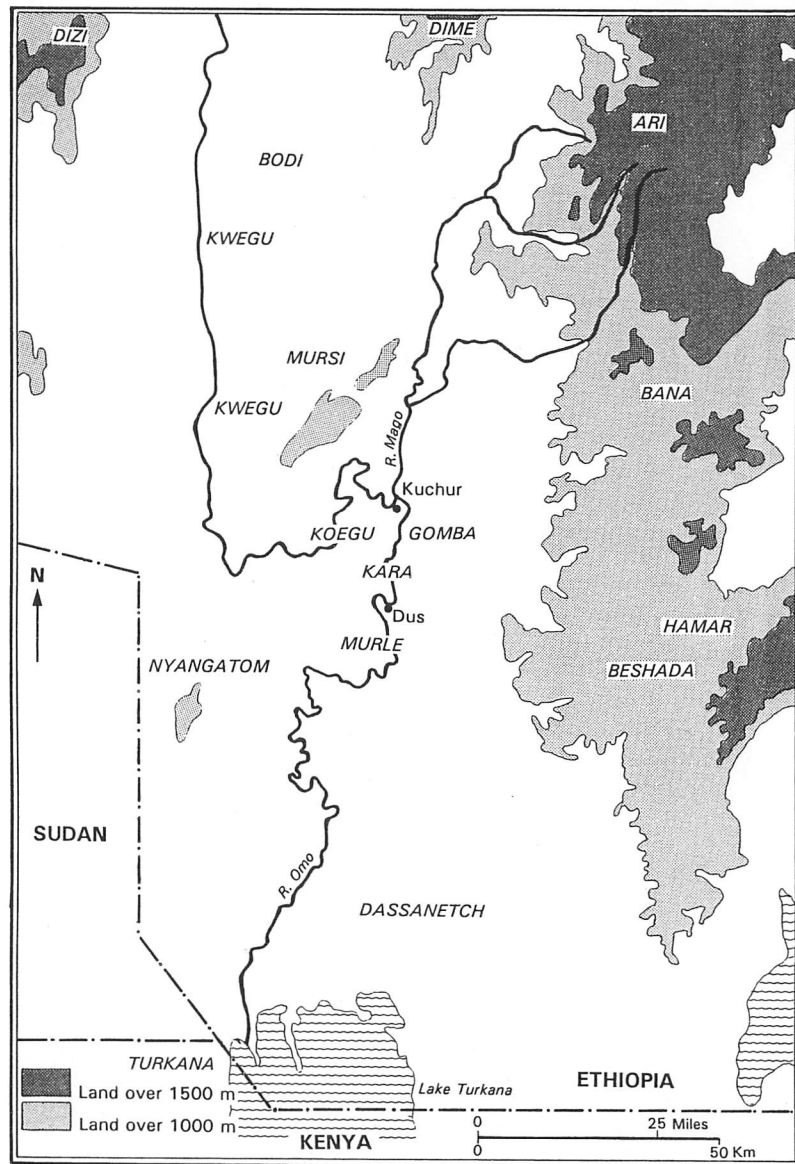 DIZI
DIME
ARI
BODI
KWEGU
MURSI
KWEGU
BANA
R. Mago
Kuchur
KOEGU
GOMBA
KARA
N
Dus
HAMAR
MURLE
NYANGATOM
BESHADA
SUDAN
R. Omo
DASSANETCH
TURKANA
ETHIOPIA
Land over 1500 m
Lake Turkana
Land over 1000 m
KENYA
0 25 Miles
0 50 Km